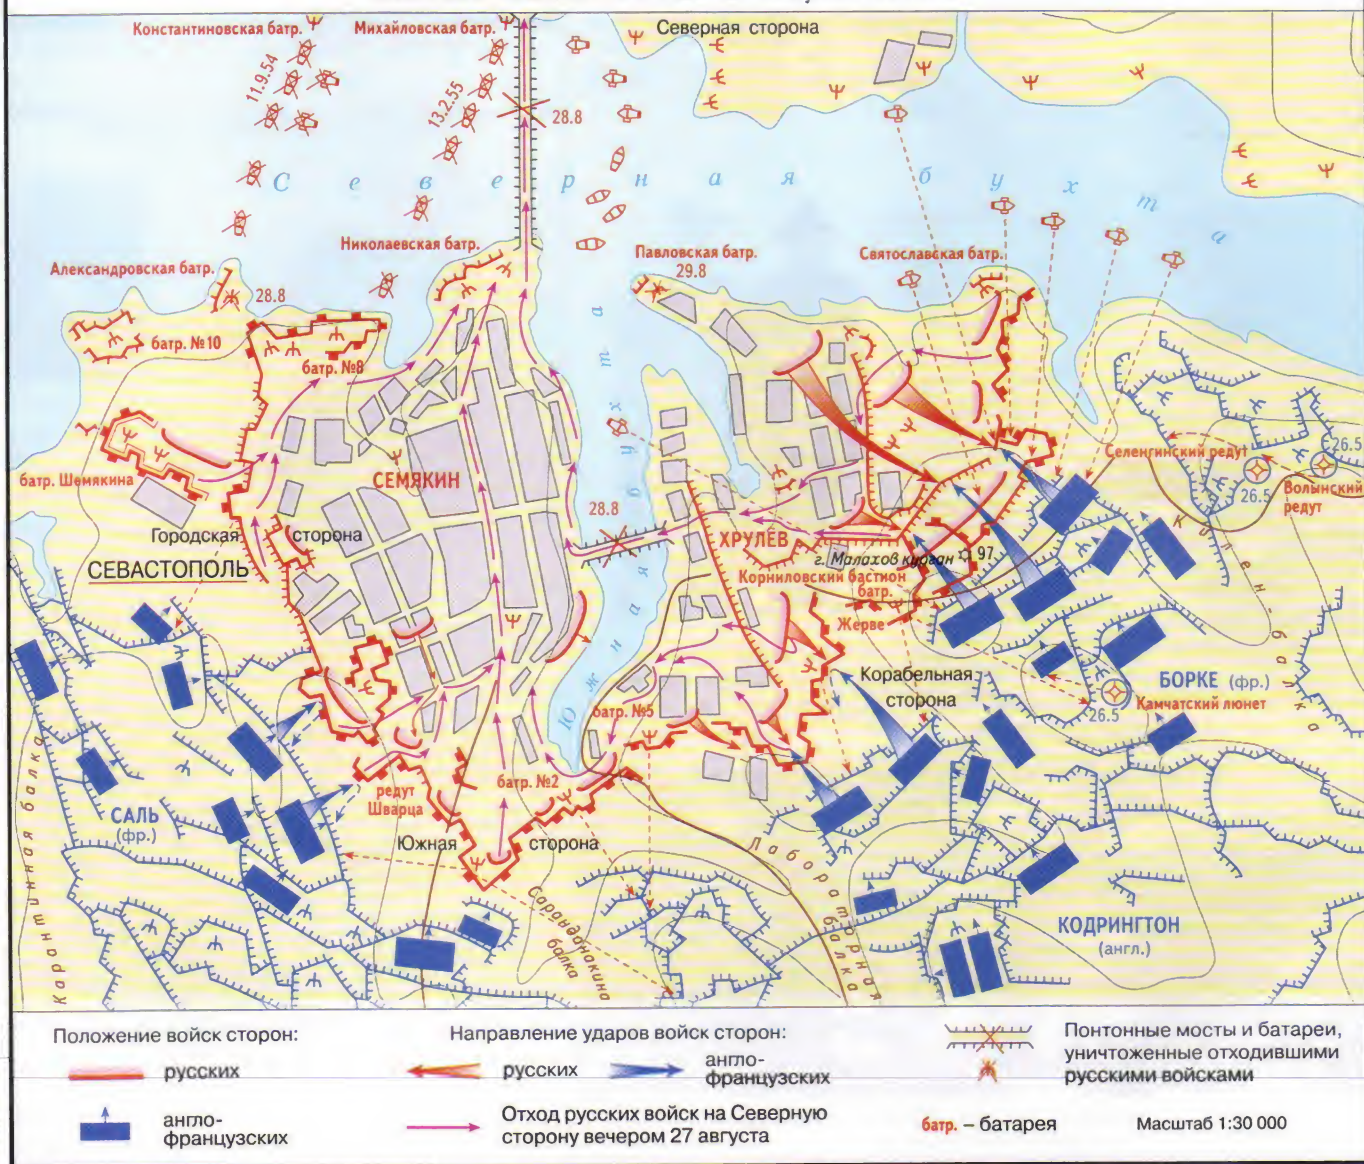 Константиновская батр.
Михайловская батр.
Северная сторона
11.9.54
13.2.55
28.8
Северная бухта
Николаевская батр.
Павловская батр.
29.8
Святославская батр.
Александровская батр.
28.8
батр. №10
батр. №8
Южная бухта
СЕМЯКИН
батр. Шемякина
Городская сторона
СЕВАСТОПОЛЬ
28.8
ХРУЛЕВ
г. Малахов курган
97
Корниловский бастион
батр.
Жерве
Селенгинский редут
26.5
26.5
Волынский
редут
Килен-балка
Корабельная
сторона
БОРКЕ (фр.)
Камчатский люнет
26.5
батр. №5
батр. №2
редут
Шварца
Южная сторона
САЛЬ
(фр.)
Карантинная балка
Сарандинакина
балка
Лабораторная
балка
КОДРИНГТОН
(англ.)
Положение войск сторон:
русских
англо-
французских
Направление ударов войск сторон:
русских
англо-
французских
Отход русских войск на Северную
сторону вечером 27 августа
Понтонные мосты и батареи,
уничтоженные отходившими
русскими войсками
батр. – батарея
Масштаб 1:30 000